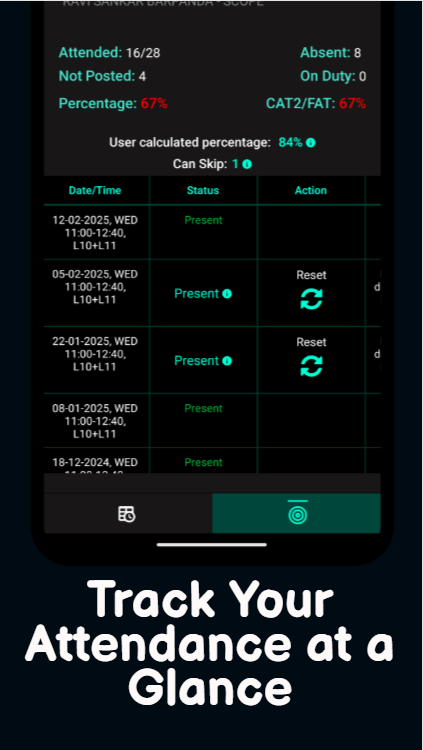 RAVI SANKAR BARPANDA - SCOPE
Attended: 16/28 Absent: 8
Not Posted: 4 On Duty: 0
Percentage: 67% CAT2/FAT: 67%
User calculated percentage: 84%
Can Skip: 1
Date/Time Status Action
12-02-2025, WED
11:00-12:40,
L10+L11
Present
05-02-2025, WED
11:00-12:40,
L10+L11
Present
Reset
d
22-01-2025, WED
11:00-12:40,
L10+L11
Present
Reset
d
08-01-2025, WED
11:00-12:40,
L10+L11
Present
18-12-2024, WED
Present
Track Your
Attendance at a
Glance